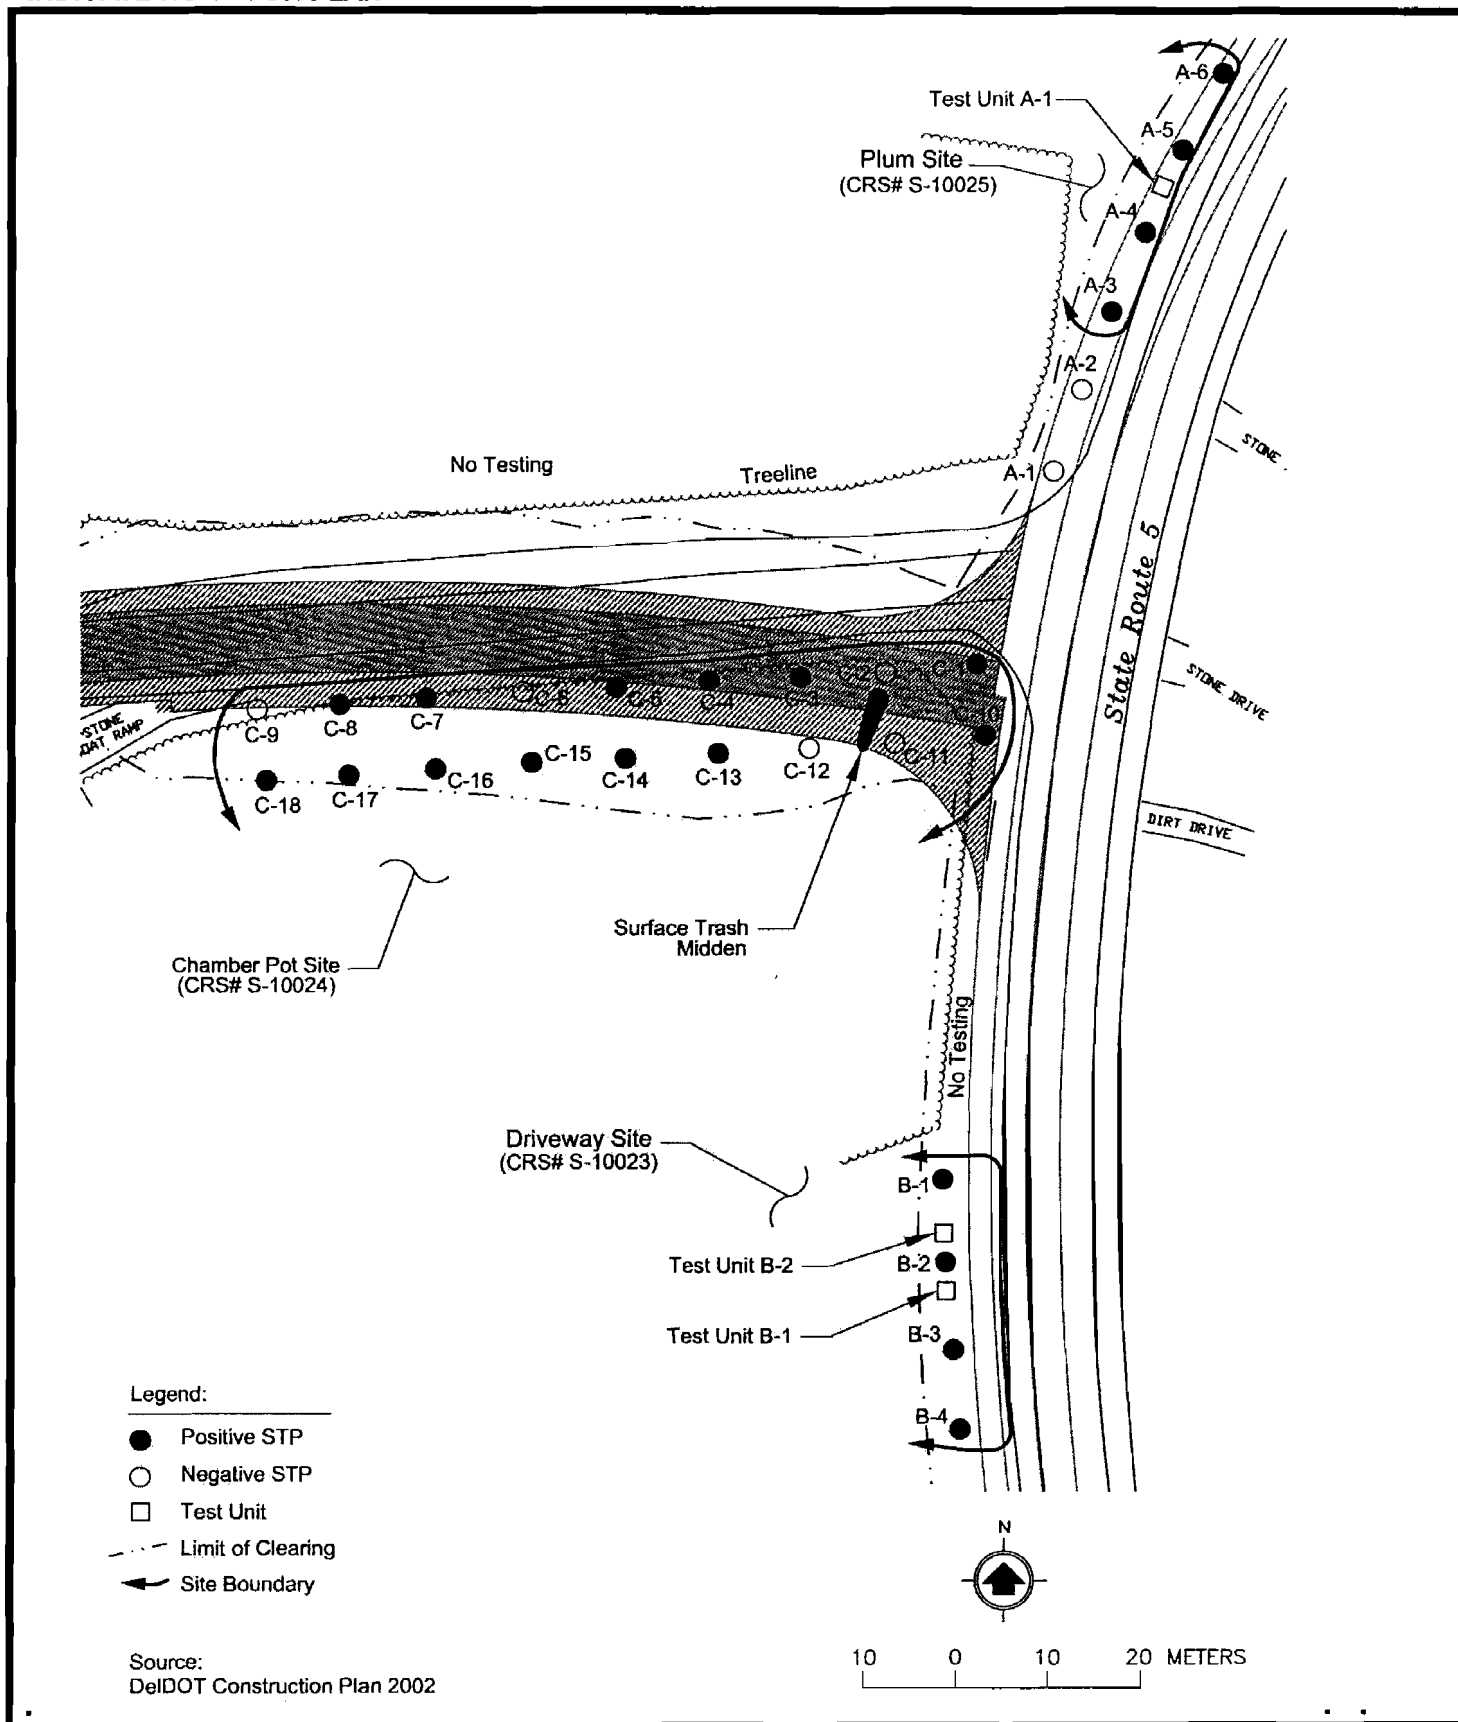 A-6
Test Unit A-1
A-5
Plum Site
(CRS# S-10025)
A-4
A-3
A-2
No Testing
Treeline
A-1
STONE
State Route 5
STONE DRIVE
C-2
C-1
C-3
C-4
C-5
C-6
C-7
C-8
C-9
STONE
C-10
C-11
C-12
C-13
C-14
C-15
C-16
C-17
C-18
DIRT DRIVE
Surface Trash
Midden
Chamber Pot Site
(CRS# S-10024)
No Testing
Driveway Site
(CRS# S-10023)
B-1
Test Unit B-2
B-2
Test Unit B-1
B-3
B-4
Legend:
Positive STP
Negative STP
Test Unit
Limit of Clearing
Site Boundary
N
10 0 10 20 METERS
Source:
DelDOT Construction Plan 2002